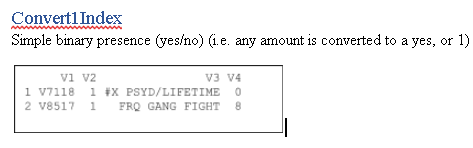 Convert1Index
Simple binary presence (yes/no) (i.e. any amount is converted to a yes, or 1)
V1 V2 V3 V4
1 V7118 1 #X PSYD/LIFETIME 0
2 V8517 1 FRQ GANG FIGHT 8